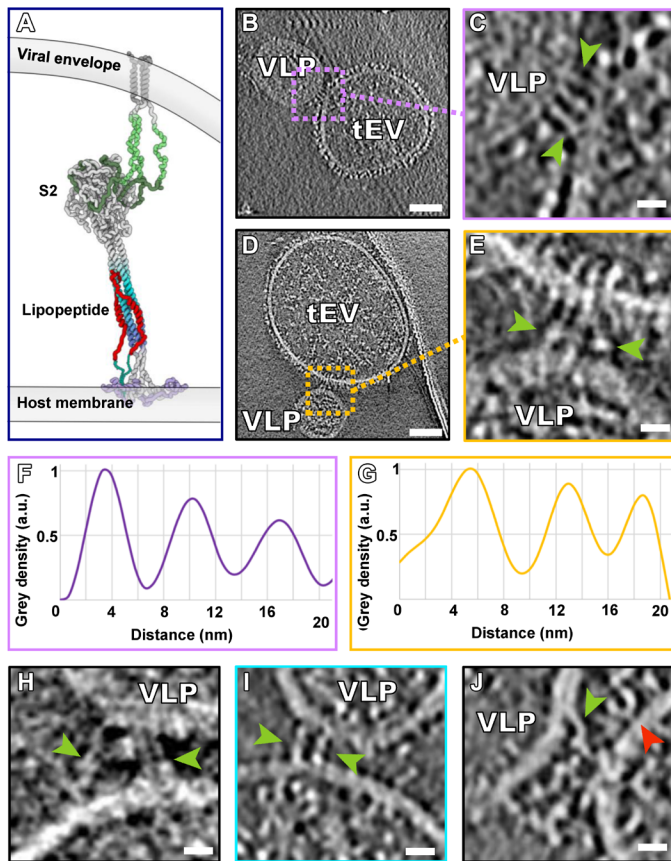 A
Viral envelope
S2
Lipopeptide
Host membrane
B
VLP
tEV
C
VLP
D
tEV
VLP
E
VLP
F
1
0.5
Grey density (a.u.)
0 4 8 12 16 20
Distance (nm)
G
1
0.5
(Grey density (a.u.)
0 4 8 12 16 20
Distance (nm)
H
VLP
I
VLP
J
VLP